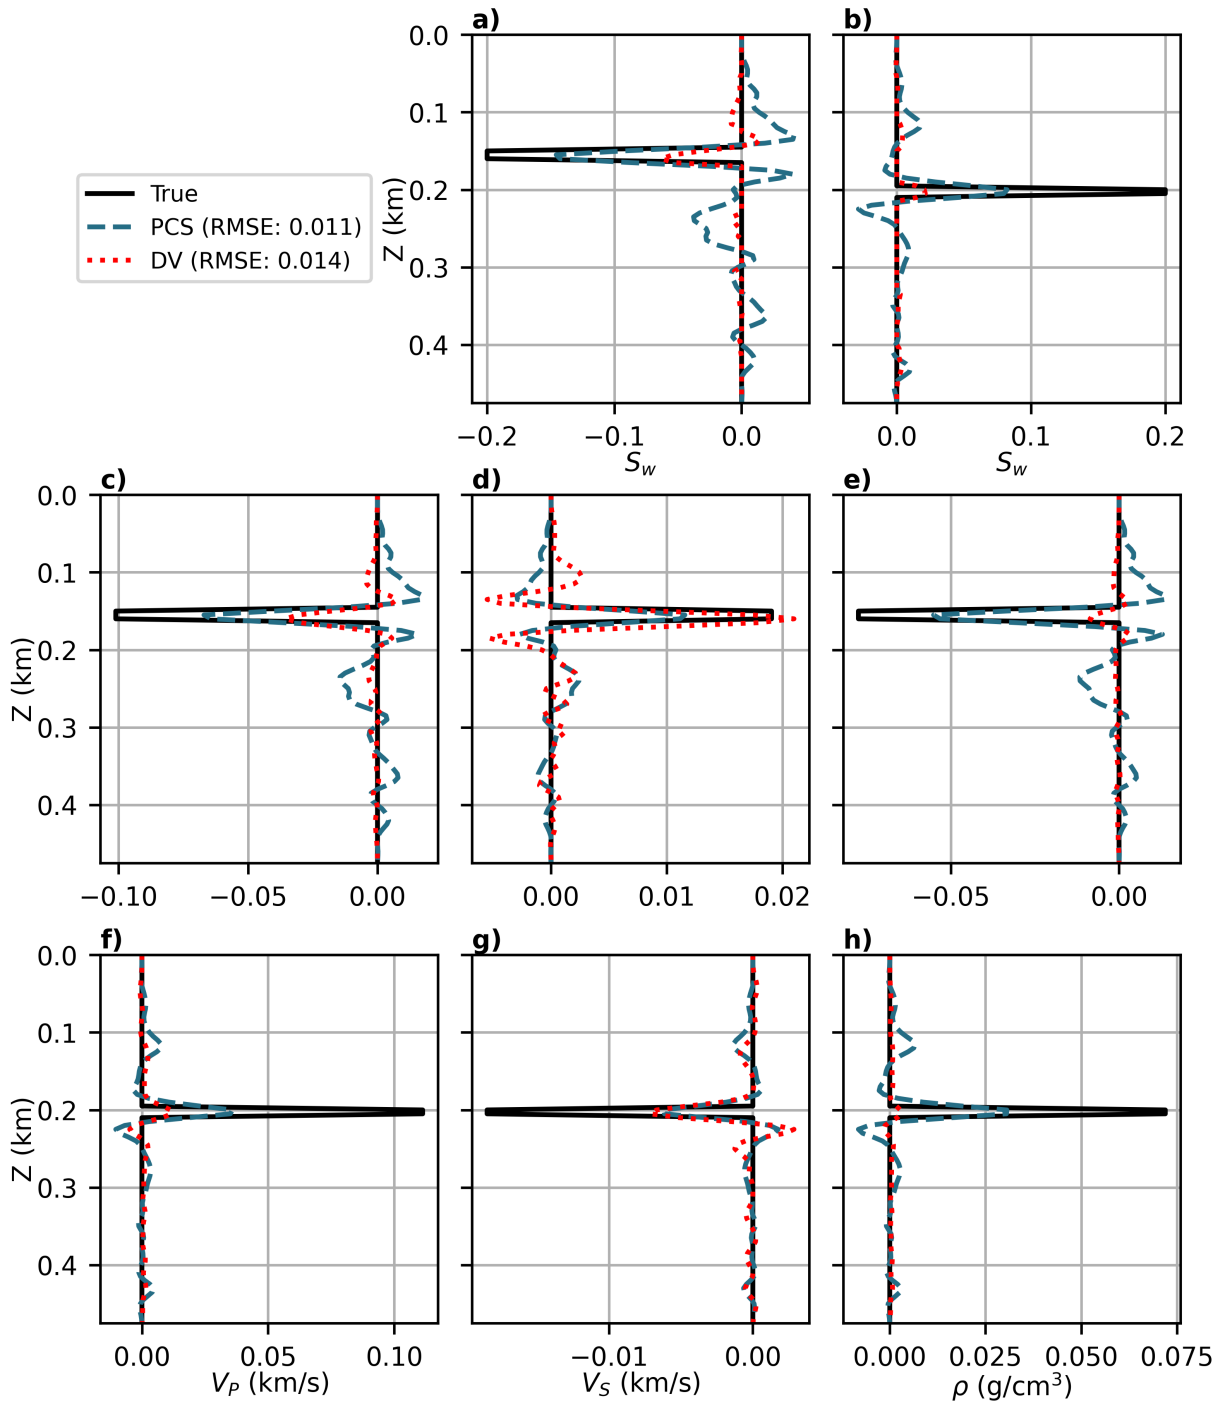 a)
b)
0.0
0.1
0.2
0.3
0.4
Z (km)
−0.2
−0.1
0.0
S_w
0.0
0.1
0.2
S_w
True
PCS (RMSE: 0.011)
DV (RMSE: 0.014)
c)
d)
e)
0.0
0.1
0.2
0.3
0.4
Z (km)
−0.10
−0.05
0.00
0.00
0.01
0.02
−0.05
0.00
f)
g)
h)
0.0
0.1
0.2
0.3
0.4
Z (km)
0.00
0.05
0.10
V_P (km/s)
−0.01
0.00
V_S (km/s)
0.000
0.025
0.050
0.075
ρ (g/cm³)